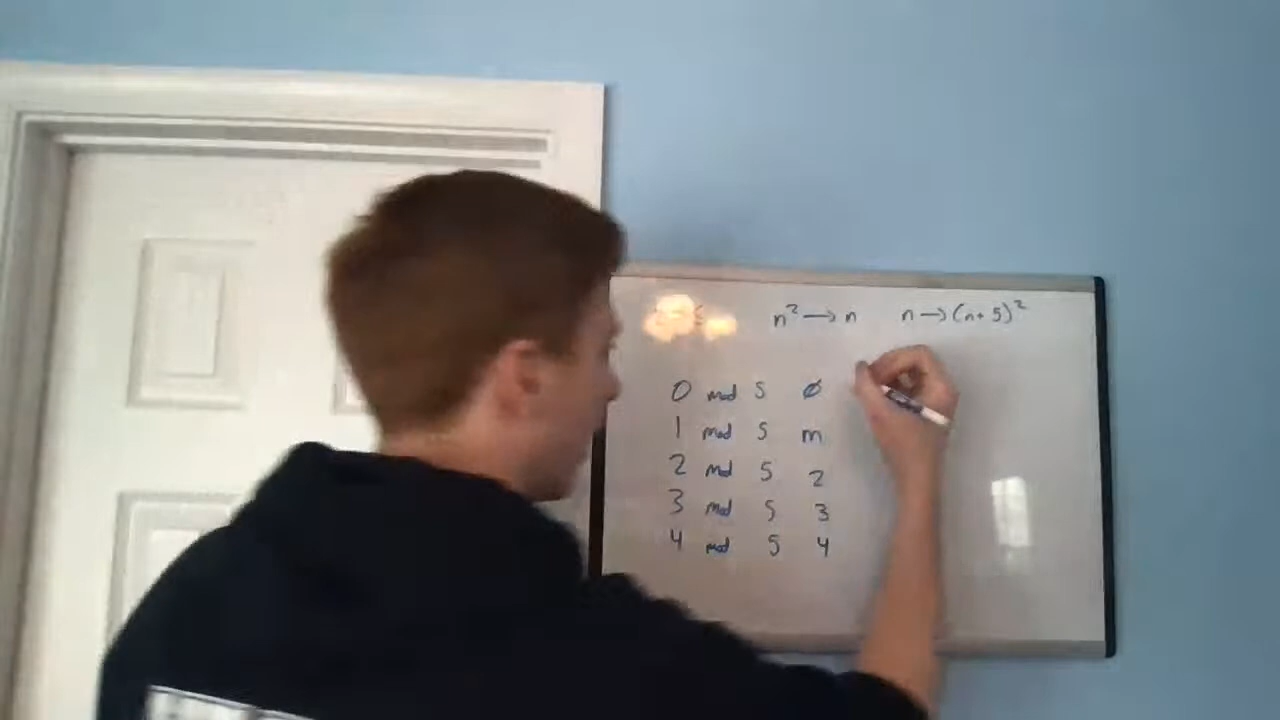 n² → n n → (n+5)²
0 mod 5 ∅
1 mod 5 m
2 mod 5 2
3 mod 5 3
4 mod 5 4